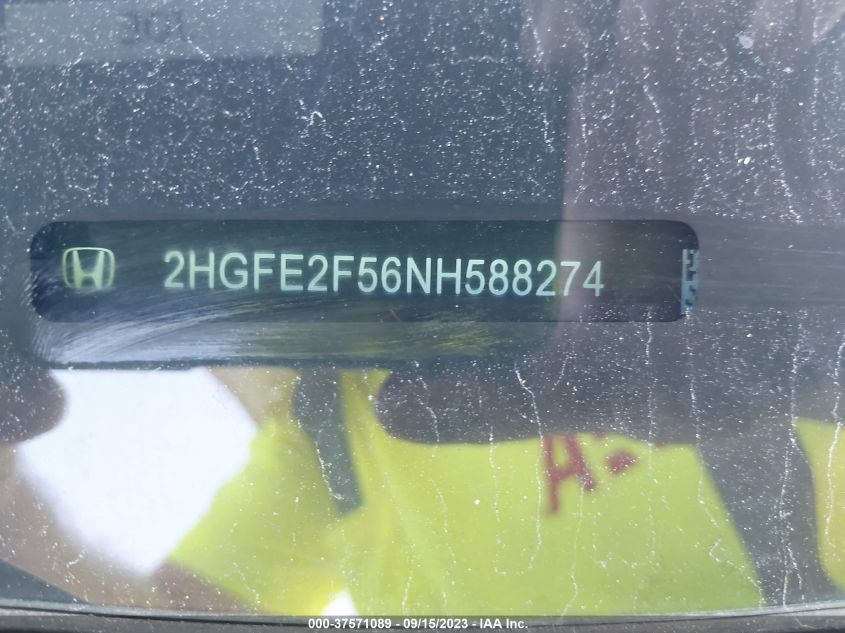 2HGFE2F56NH588274
000-37571089 - 09/15/2023 - IAA Inc.